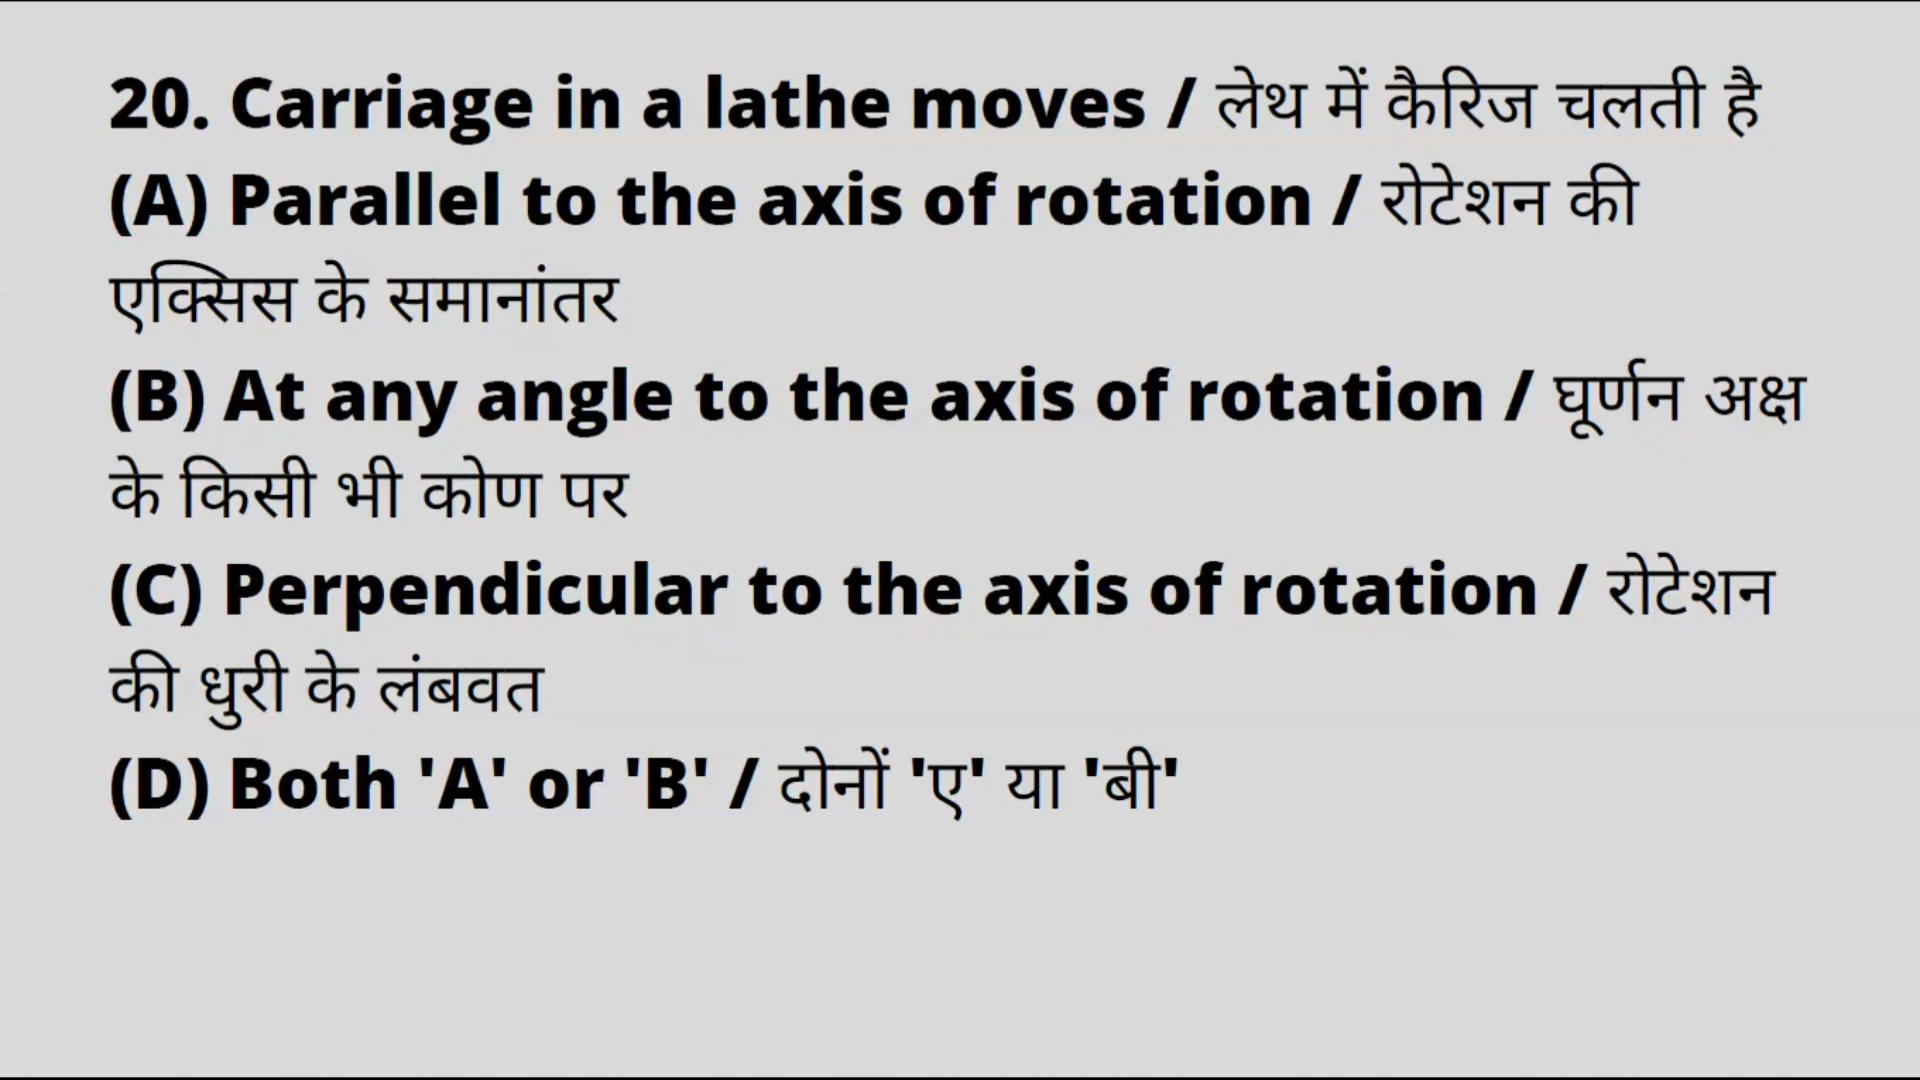 20. Carriage in a lathe moves / लेथ में कैरिज चलती है
(A) Parallel to the axis of rotation / रोटेशन की
एक्सिस के समानांतर
(B) At any angle to the axis of rotation / घूर्णन अक्ष
के किसी भी कोण पर
(C) Perpendicular to the axis of rotation / रोटेशन
की धुरी के लंबवत
(D) Both 'A' or 'B' / दोनों 'ए' या 'बी'